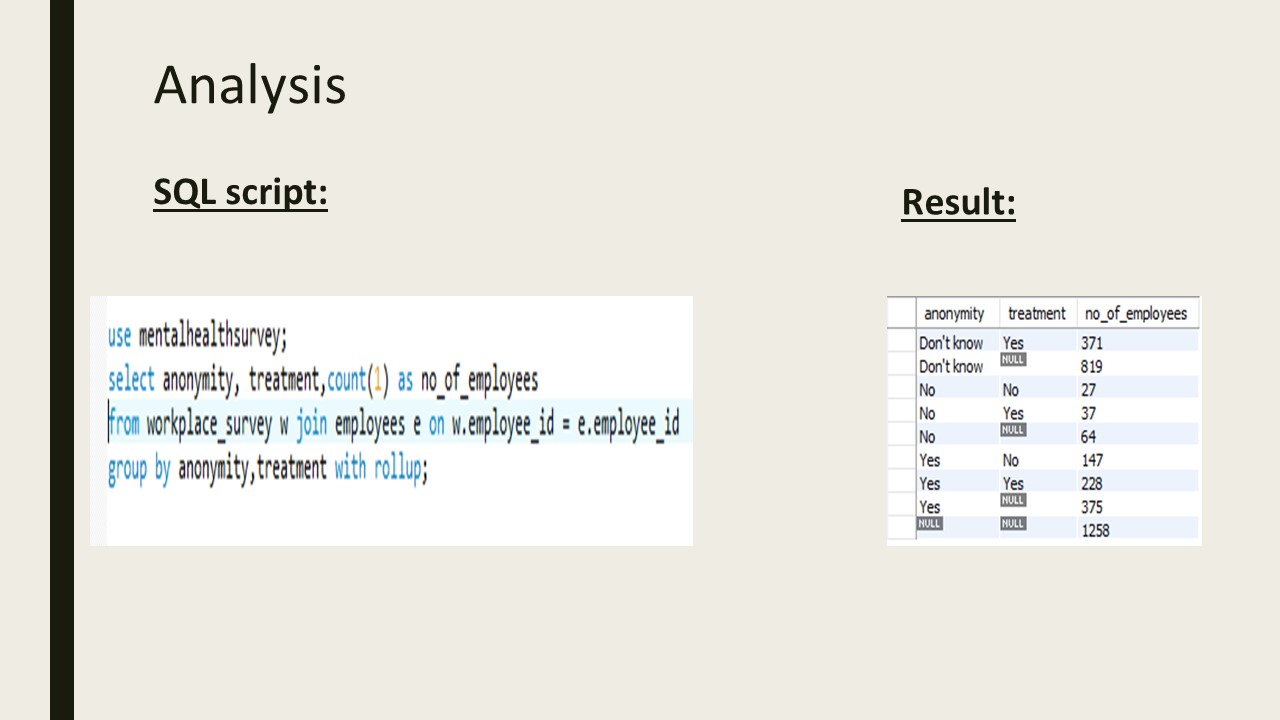 Analysis
SQL script:
Result:
use mentalhealthsurvey;
select anonymity, treatment,count(1) as no_of_employees
from workplace_survey w join employees e on w.employee_id = e.employee_id
group by anonymity,treatment with rollup;
anonymity treatment no_of_employees
Don't know Yes 371
Don't know NULL 819
No No 27
No Yes 37
No NULL 64
Yes No 147
Yes Yes 228
Yes NULL 375
NULL NULL 1258